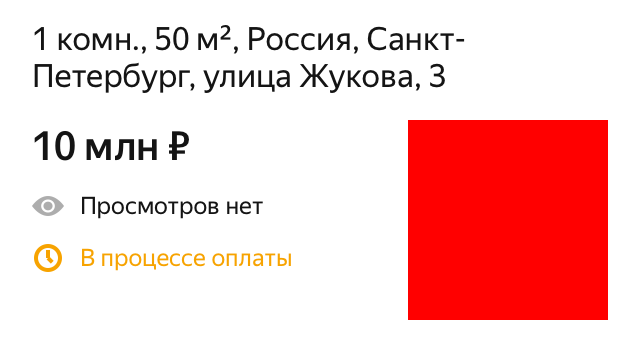 1 комн., 50 м², Россия, Санкт-
Петербург, улица Жукова, 3
10 млн ₽
Просмотров нет
В процессе оплаты